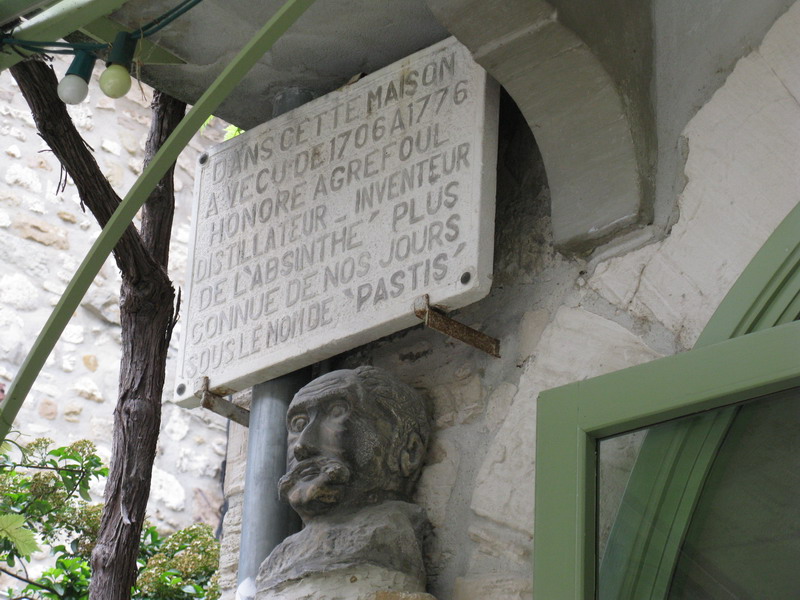 DANS CETTE MAISON
A VECU DE 1706 A 1776
HONORE AGREFOUL
DISTILLATEUR - INVENTEUR
DE L'ABSINTHE' PLUS
CONNUE DE NOS JOURS
SOUS LE NOM DE 'PASTIS'